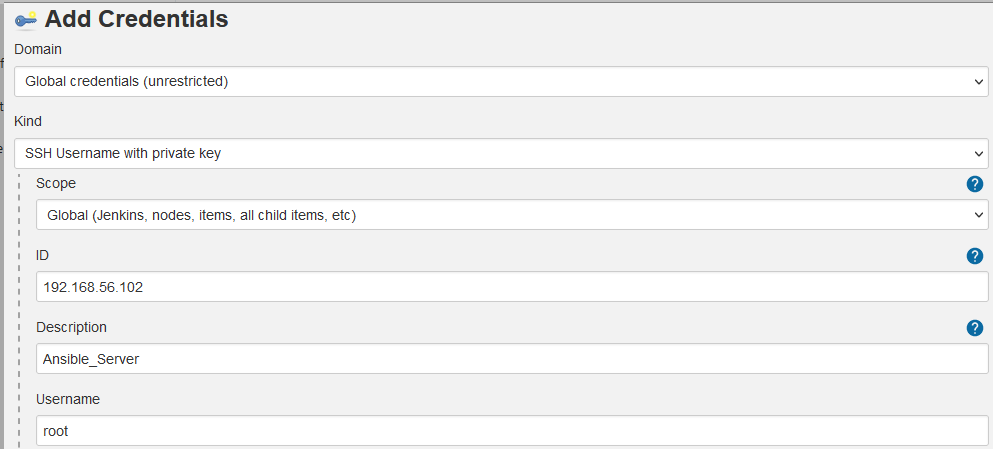 Add Credentials
Domain
Global credentials (unrestricted)
Kind
SSH Username with private key
Scope
Global (Jenkins, nodes, items, all child items, etc)
ID
192.168.56.102
Description
Ansible_Server
Username
root